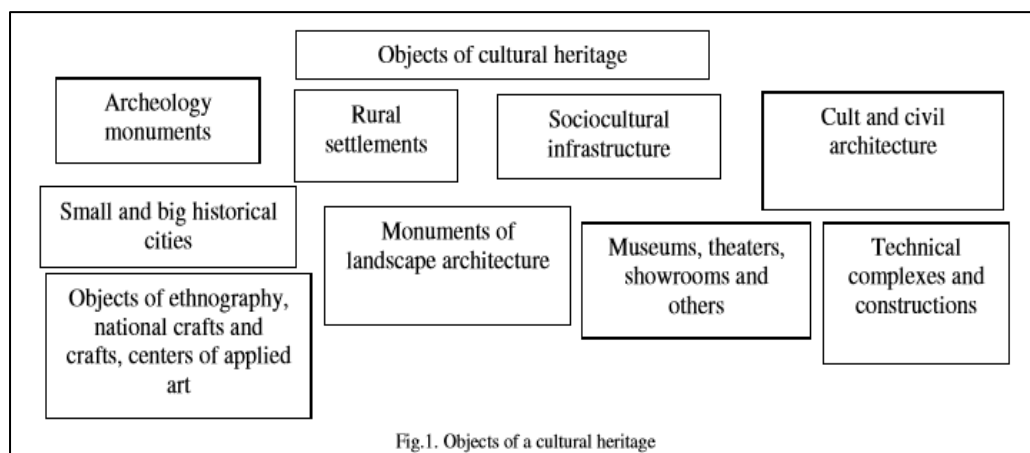 Objects of cultural heritage
Archeology
monuments
Rural
settlements
Sociocultural
infrastructure
Cult and civil
architecture
Small and big historical
cities
Monuments of
landscape architecture
Museums, theaters,
showrooms and
others
Technical
complexes and
constructions
Objects of ethnography,
national crafts and
crafts, centers of applied
art
Fig.1. Objects of a cultural heritage